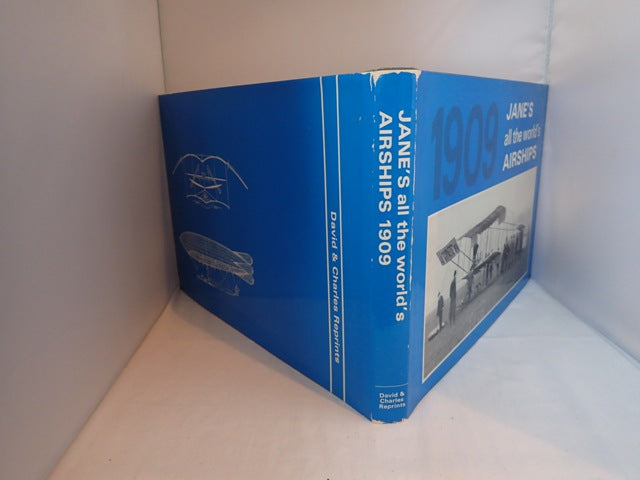 David & Charles Reprints
JANE'S all the world's
AIRSHIPS 1909
David &
Charles
Reprints
1909
JANE'S
all the world's
AIRSHIPS